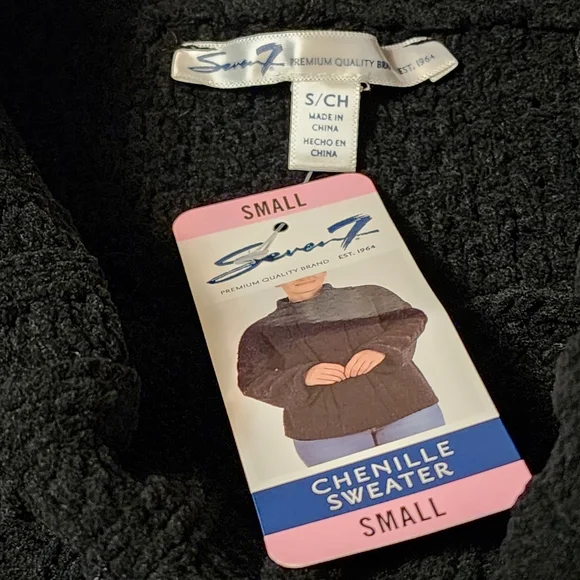 Seven7
PREMIUM QUALITY BRAND EST. 1964
S/CH
MADE IN
CHINA
HECHO EN
CHINA
SMALL
Seven7
PREMIUM QUALITY BRAND EST. 1964
CHENILLE
SWEATER
SMALL